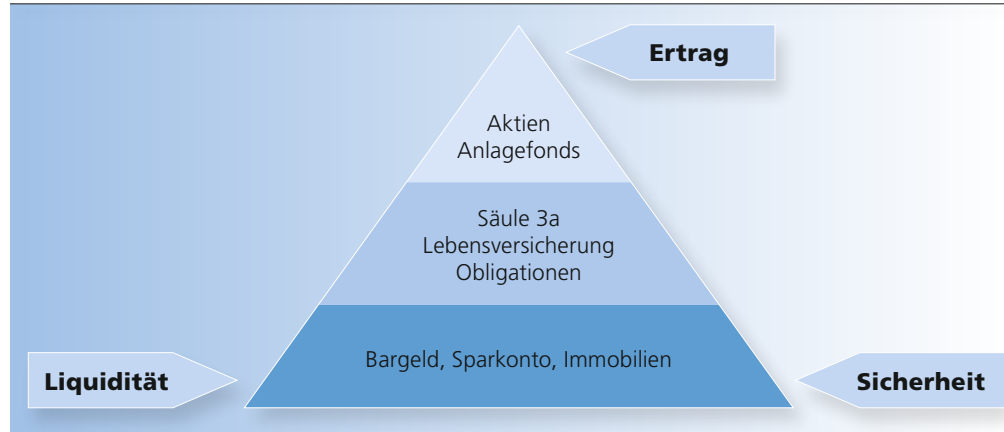 Ertrag
Aktien
Anlagefonds
Säule 3a
Lebensversicherung
Obligationen
Bargeld, Sparkonto, Immobilien
Liquidität
Sicherheit